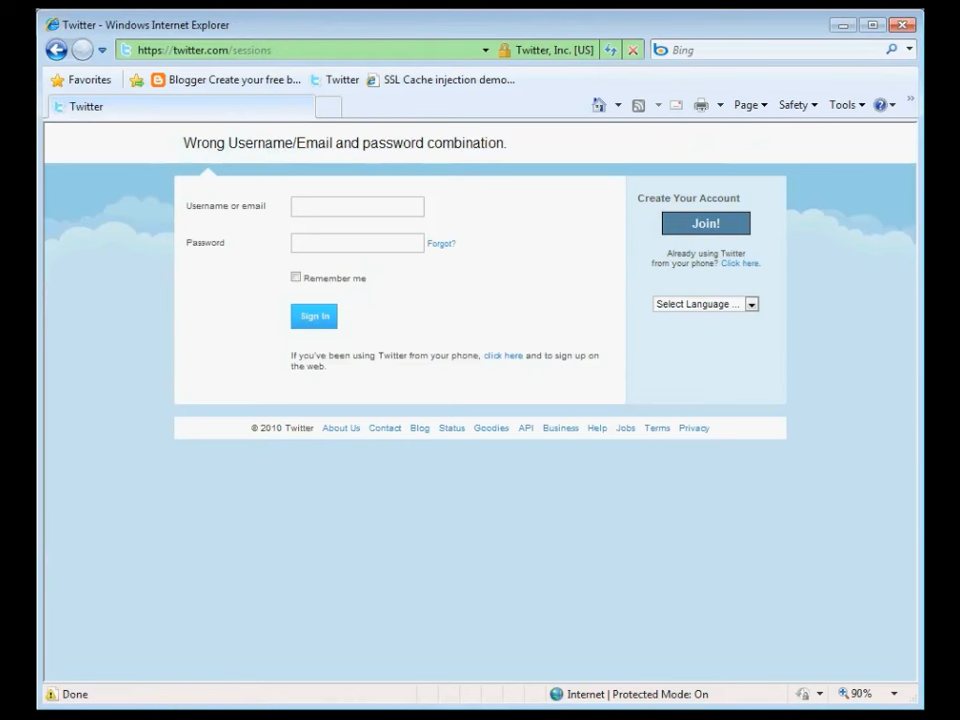 Twitter - Windows Internet Explorer
https://twitter.com/sessions
Twitter, Inc. [US]
Bing
Favorites
Blogger Create your free b...
Twitter
SSL Cache injection demo...
Twitter
Page
Safety
Tools
Wrong Username/Email and password combination.
Username or email
Password
Forgot?
Remember me
Sign In
If you've been using Twitter from your phone, click here and to sign up on
the web.
Create Your Account
Join!
Already using Twitter
from your phone? Click here.
Select Language ...
© 2010 Twitter About Us Contact Blog Status Goodies API Business Help Jobs Terms Privacy
Done
Internet | Protected Mode: On
90%